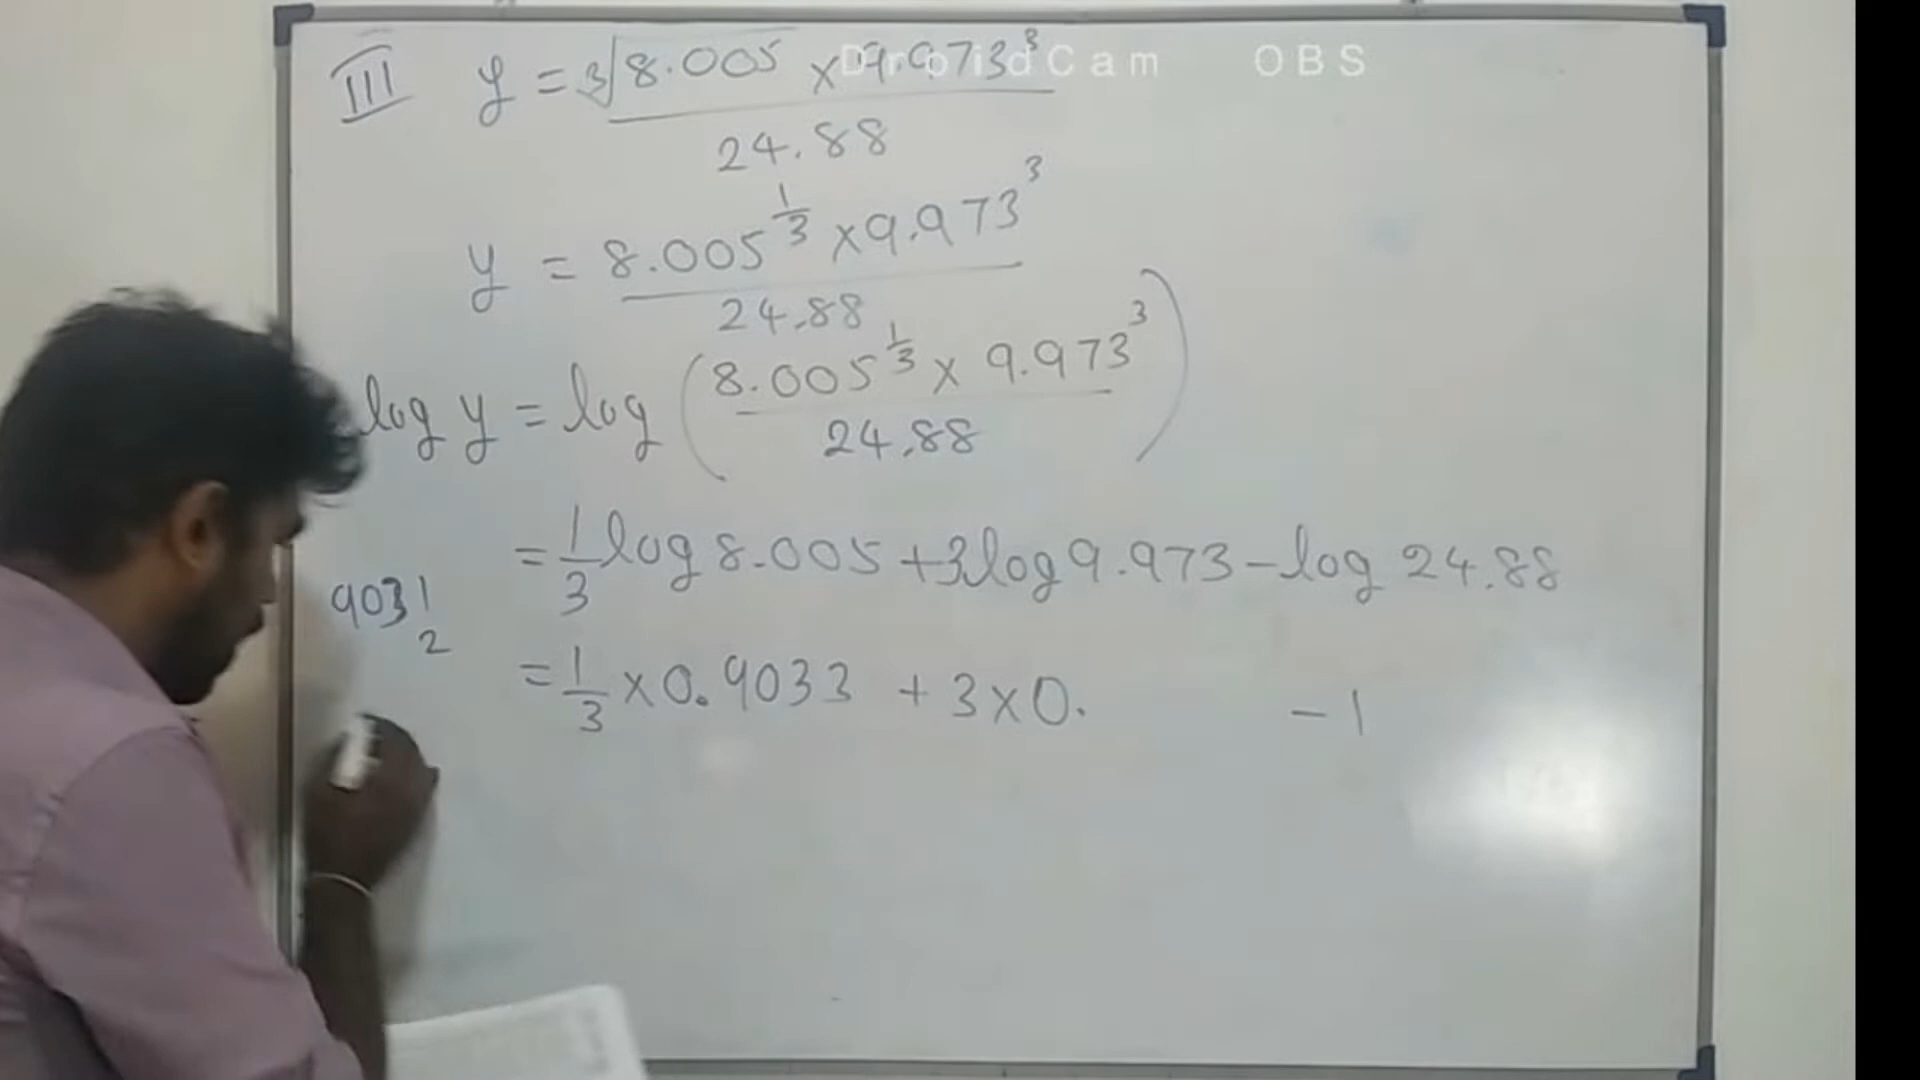 III y = ∛8.005 × 9.973³ / 24.88
DroidCam OBS
y = 8.005^(1/3) × 9.973³ / 24.88
log y = log (8.005^(1/3) × 9.973³ / 24.88)
= 1/3 log 8.005 + 3 log 9.973 - log 24.88
9031
2
= 1/3 × 0.9033 + 3 × 0. - 1